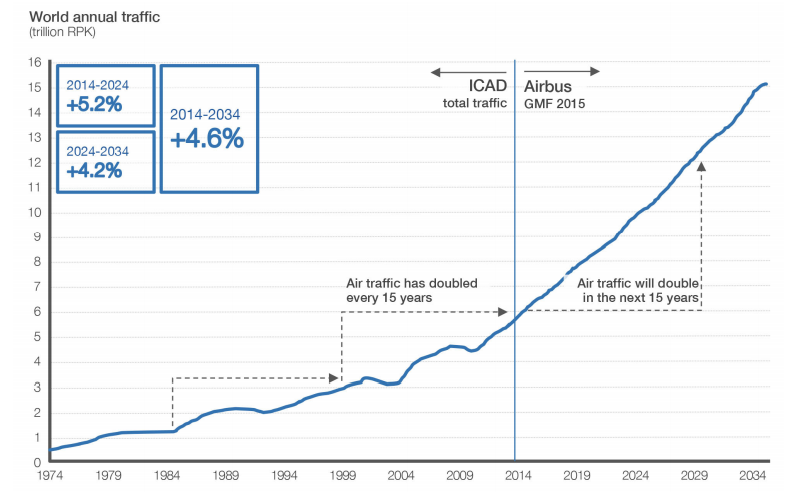 World annual traffic
(trillion RPK)
16
15
14
13
12
11
10
9
8
7
6
5
4
3
2
1
0
2014-2024
+5.2%
2024-2034
+4.2%
2014-2034
+4.6%
ICAD
total traffic
Airbus
GMF 2015
Air traffic has doubled
every 15 years
Air traffic will double
in the next 15 years
1974 1979 1984 1989 1994 1999 2004 2009 2014 2019 2024 2029 2034